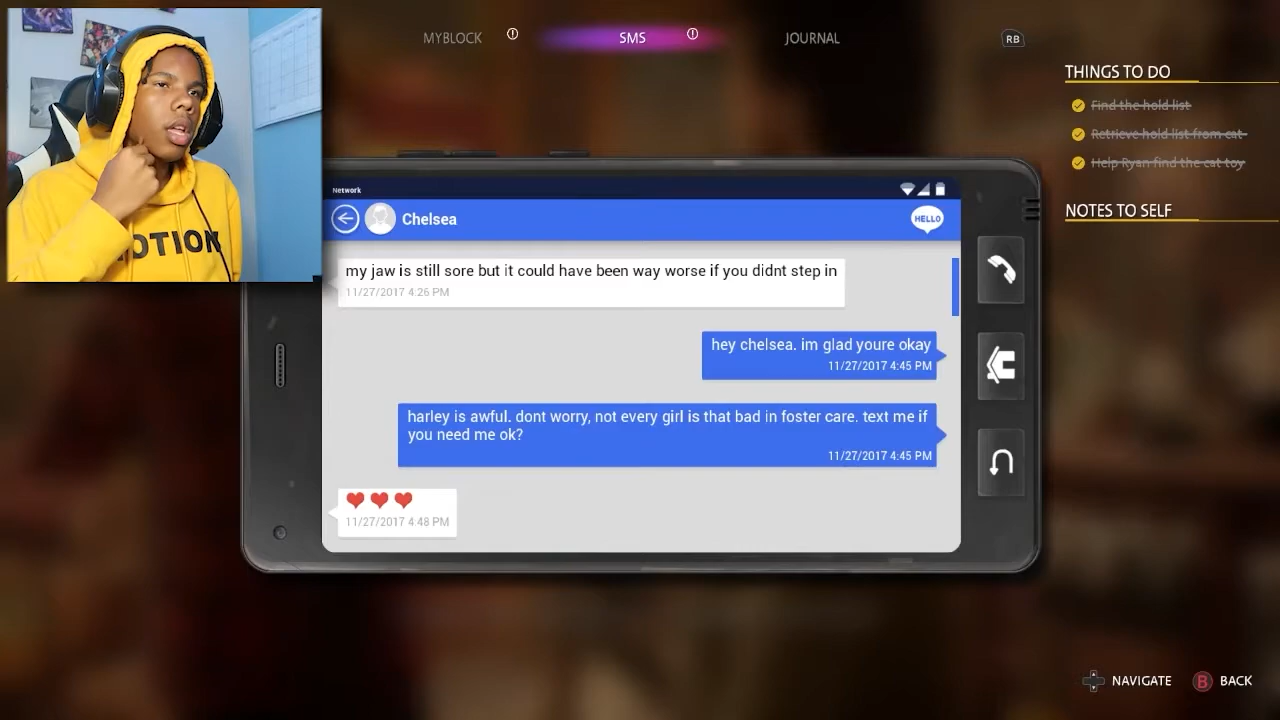 MYBLOCK
SMS
JOURNAL
RB
THINGS TO DO
Find the hold list
Retrieve hold list from cat
Help Ryan find the cat toy
NOTES TO SELF
OTION
Network
Chelsea
HELLO
my jaw is still sore but it could have been way worse if you didnt step in
11/27/2017 4:26 PM
hey chelsea. im glad youre okay
11/27/2017 4:45 PM
harley is awful. dont worry, not every girl is that bad in foster care. text me if
you need me ok?
11/27/2017 4:45 PM
❤❤❤
11/27/2017 4:48 PM
NAVIGATE
B BACK